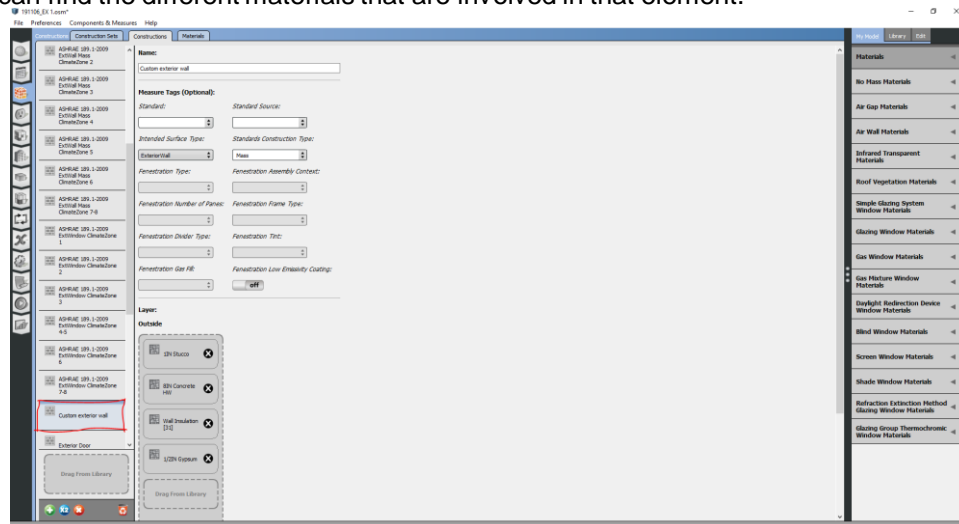 can find the different materials that are involved in that element.
191106_EX 1.osm*
File Preferences Components & Measures Help
Constructions Construction Sets Constructions Materials
My Model Library Edit
ASHRAE 189.1-2009
ExtWall Mass
ClimateZone 2
ASHRAE 189.1-2009
ExtWall Mass
ClimateZone 3
ASHRAE 189.1-2009
ExtWall Mass
ClimateZone 4
ASHRAE 189.1-2009
ExtWall Mass
ClimateZone 5
ASHRAE 189.1-2009
ExtWall Mass
ClimateZone 6
ASHRAE 189.1-2009
ExtWall Mass
ClimateZone 7-8
ASHRAE 189.1-2009
ExtWindow ClimateZone
1
ASHRAE 189.1-2009
ExtWindow ClimateZone
2
ASHRAE 189.1-2009
ExtWindow ClimateZone
3
ASHRAE 189.1-2009
ExtWindow ClimateZone
4-5
ASHRAE 189.1-2009
ExtWindow ClimateZone
6
ASHRAE 189.1-2009
ExtWindow ClimateZone
7-8
Custom exterior wall
Exterior Door
Drag From Library
Name:
Custom exterior wall
Measure Tags (Optional):
Standard: Standard Source:
Intended Surface Type: Standards Construction Type:
ExteriorWall Mass
Fenestration Type: Fenestration Assembly Context:
Fenestration Number of Panes: Fenestration Frame Type:
Fenestration Divider Type: Fenestration Tint:
Fenestration Gas Fill: Fenestration Low Emissivity Coating:
off
Layer:
Outside
1IN Stucco
8IN Concrete
HW
Wall Insulation
[31]
1/2IN Gypsum
Drag From Library
Materials
No Mass Materials
Air Gap Materials
Air Wall Materials
Infrared Transparent
Materials
Roof Vegetation Materials
Simple Glazing System
Window Materials
Glazing Window Materials
Gas Window Materials
Gas Mixture Window
Materials
Daylight Redirection Device
Window Materials
Blind Window Materials
Screen Window Materials
Shade Window Materials
Refraction Extinction Method
Glazing Window Materials
Glazing Group Thermochromic
Window Materials